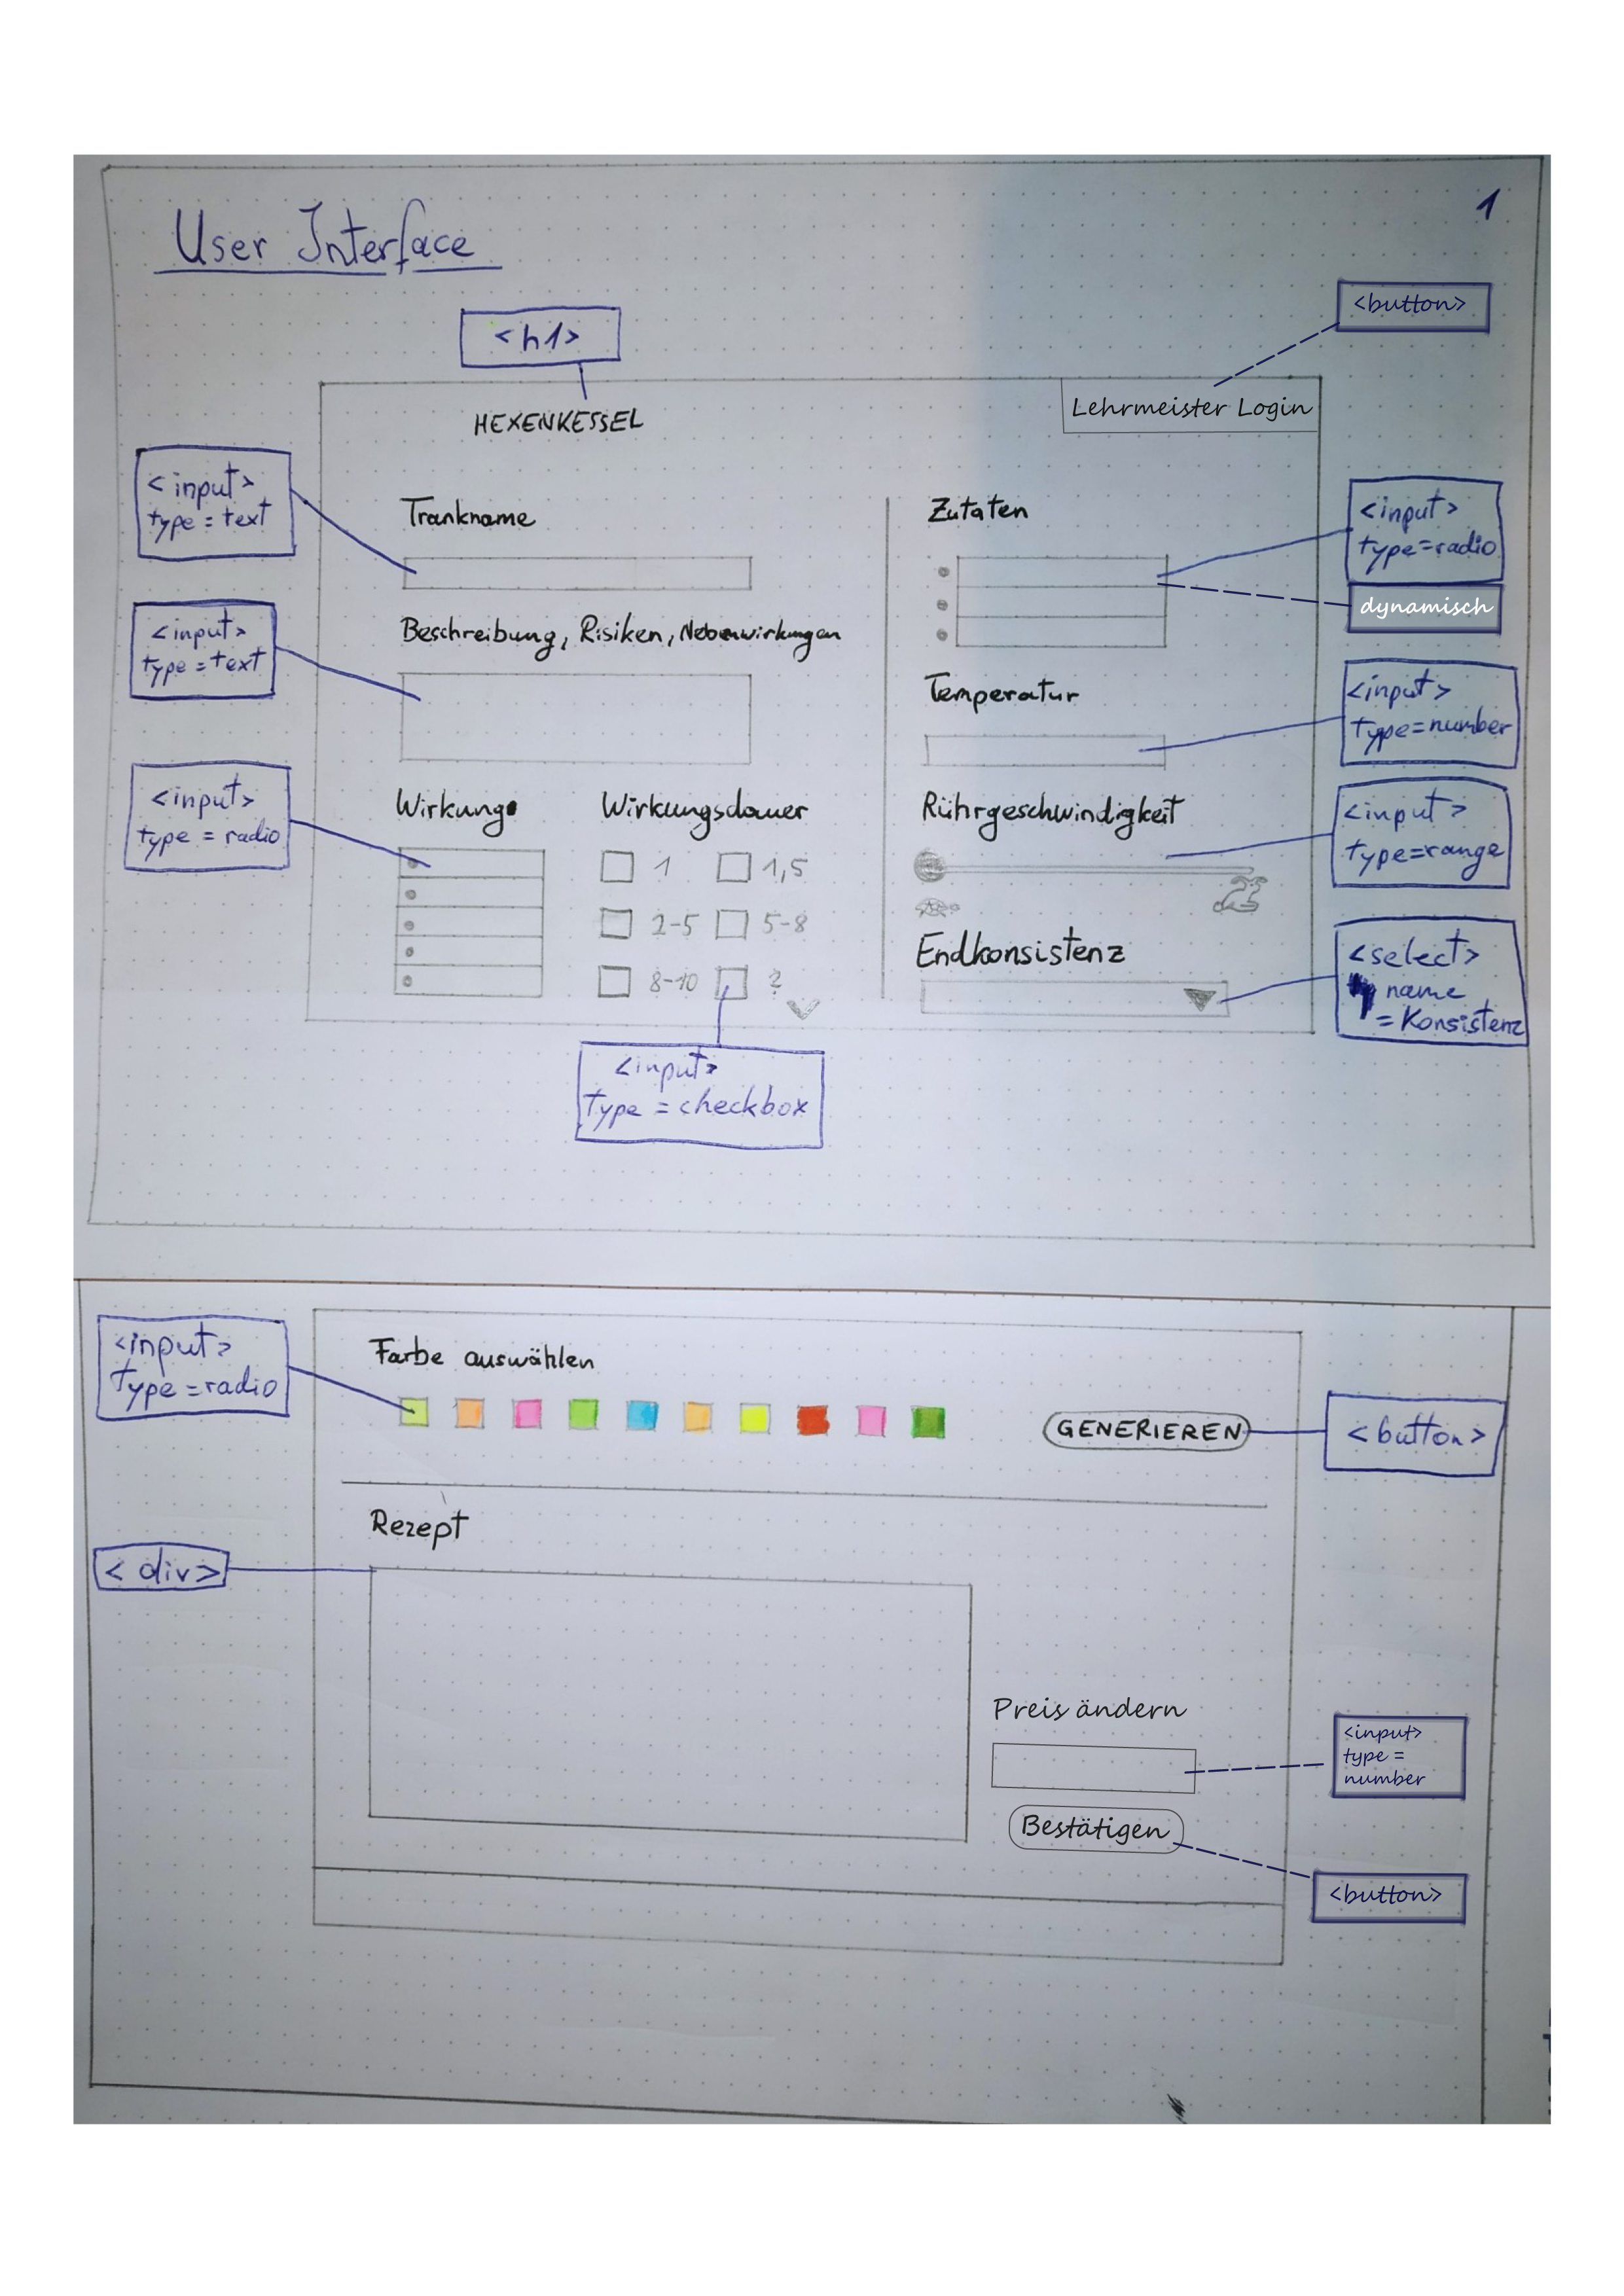 User Interface
1
<h1>
<button>
HEXENKESSEL
Lehrmeister Login
<input>
type = text
Trankname
Zutaten
<input>
type=radio
dynamisch
<input>
type = text
Beschreibung, Risiken, Nebenwirkungen
Temperatur
<input>
type=number
<input>
type = radio
Wirkung
Wirkungsdauer
1
1,5
2-5
5-8
8-10
?
Rührgeschwindigkeit
<input>
type=range
Endkonsistenz
<select>
name
= Konsistenz
<input>
type = checkbox
<input>
type=radio
Farbe auswählen
GENERIEREN
<button>
Rezept
<div>
Preis ändern
<input>
type =
number
Bestätigen
<button>